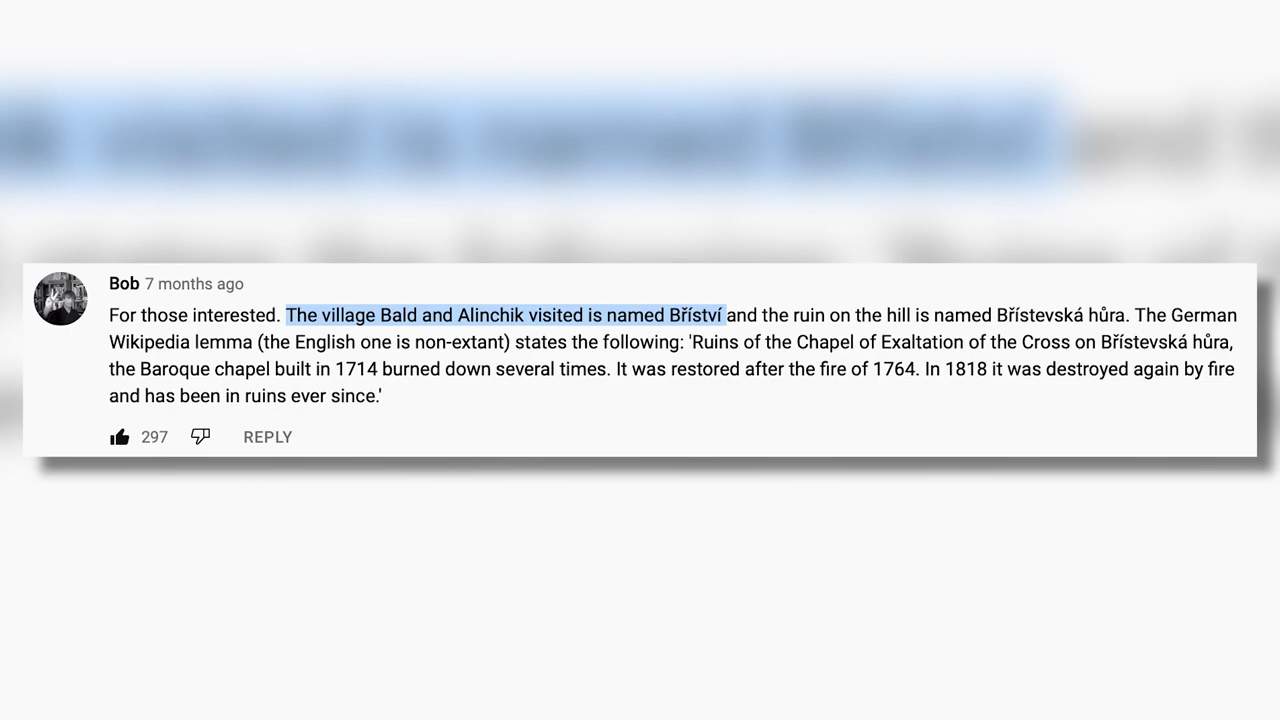 Bob 7 months ago
For those interested. The village Bald and Alinchik visited is named Bříství and the ruin on the hill is named Břístevská hůra. The German
Wikipedia lemma (the English one is non-extant) states the following: 'Ruins of the Chapel of Exaltation of the Cross on Břístevská hůra,
the Baroque chapel built in 1714 burned down several times. It was restored after the fire of 1764. In 1818 it was destroyed again by fire
and has been in ruins ever since.'
297 REPLY